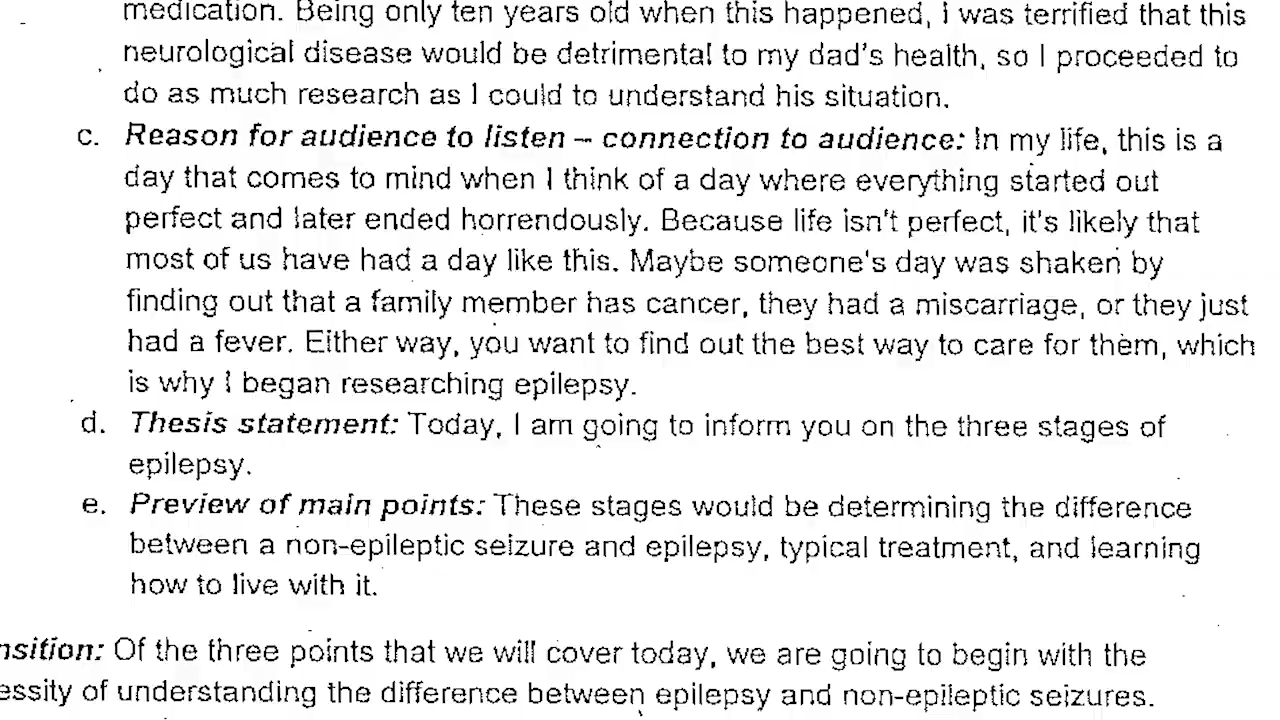 medication. Being only ten years old when this happened, I was terrified that this
neurological disease would be detrimental to my dad's health, so I proceeded to
do as much research as I could to understand his situation.
c. Reason for audience to listen – connection to audience: In my life, this is a
day that comes to mind when I think of a day where everything started out
perfect and later ended horrendously. Because life isn't perfect, it's likely that
most of us have had a day like this. Maybe someone's day was shaken by
finding out that a family member has cancer, they had a miscarriage, or they just
had a fever. Either way, you want to find out the best way to care for them, which
is why I began researching epilepsy.
d. Thesis statement: Today, I am going to inform you on the three stages of
epilepsy.
e. Preview of main points: These stages would be determining the difference
between a non-epileptic seizure and epilepsy, typical treatment, and learning
how to live with it.
nsition: Of the three points that we will cover today, we are going to begin with the
essity of understanding the difference between epilepsy and non-epileptic seizures.